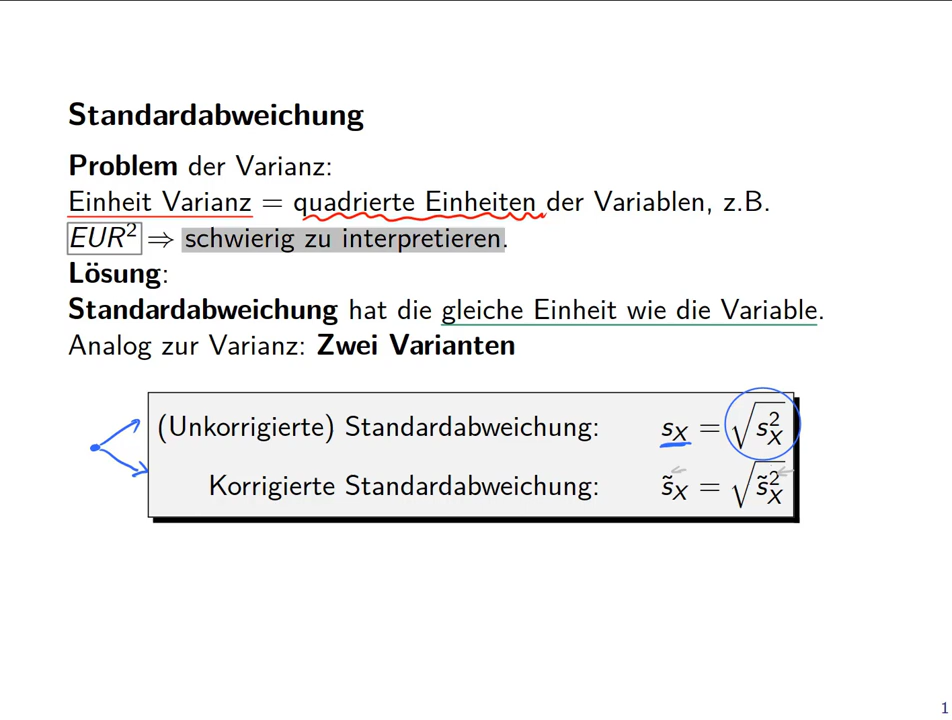 Standardabweichung
Problem der Varianz:
Einheit Varianz = quadrierte Einheiten der Variablen, z.B.
EUR² ⇒ schwierig zu interpretieren.
Lösung:
Standardabweichung hat die gleiche Einheit wie die Variable.
Analog zur Varianz: Zwei Varianten
(Unkorrigierte) Standardabweichung: s_X = √(s²_X)
Korrigierte Standardabweichung: s̃_X = √(s̃²_X)
1